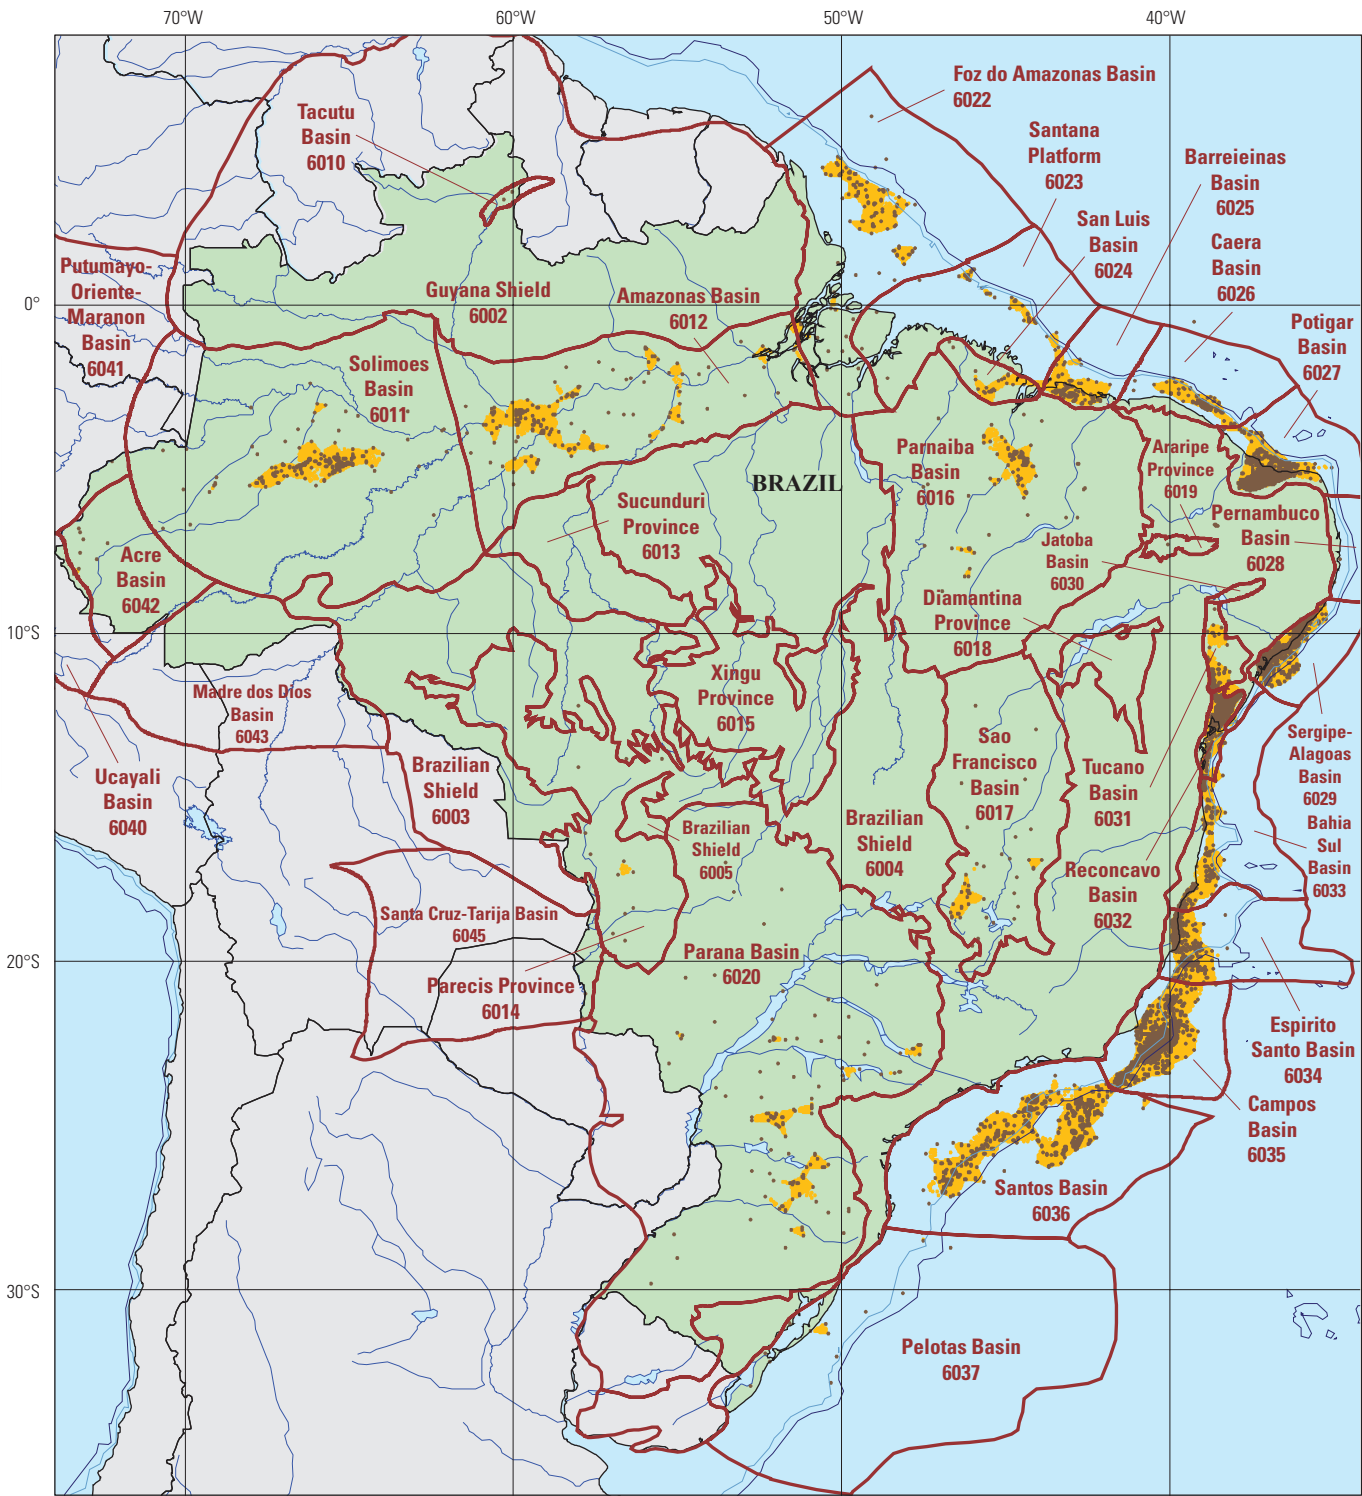 70°W
60°W
50°W
40°W
Foz do Amazonas Basin
6022
Tacutu
Basin
6010
Santana
Platform
6023
Barreieinas
Basin
6025
San Luis
Basin
6024
Caera
Basin
6026
Putumayo-
Oriente-
Maranon
Basin
6041
Guyana Shield
6002
Amazonas Basin
6012
0°
Potigar
Basin
6027
Solimoes
Basin
6011
Parnaiba
Basin
6016
Araripe
Province
6019
BRAZIL
Sucunduri
Province
6013
Pernambuco
Basin
6028
Jatoba
Basin
6030
Acre
Basin
6042
Diamantina
Province
6018
10°S
Xingu
Province
6015
Madre dos Dios
Basin
6043
Sergipe-
Alagoas
Basin
6029
Sao
Francisco
Basin
6017
Tucano
Basin
6031
Ucayali
Basin
6040
Brazilian
Shield
6003
Brazilian
Shield
6005
Brazilian
Shield
6004
Bahia
Sul
Basin
6033
Reconcavo
Basin
6032
Santa Cruz-Tarija Basin
6045
Parana Basin
6020
20°S
Parecis Province
6014
Espirito
Santo Basin
6034
Campos
Basin
6035
Santos Basin
6036
30°S
Pelotas Basin
6037